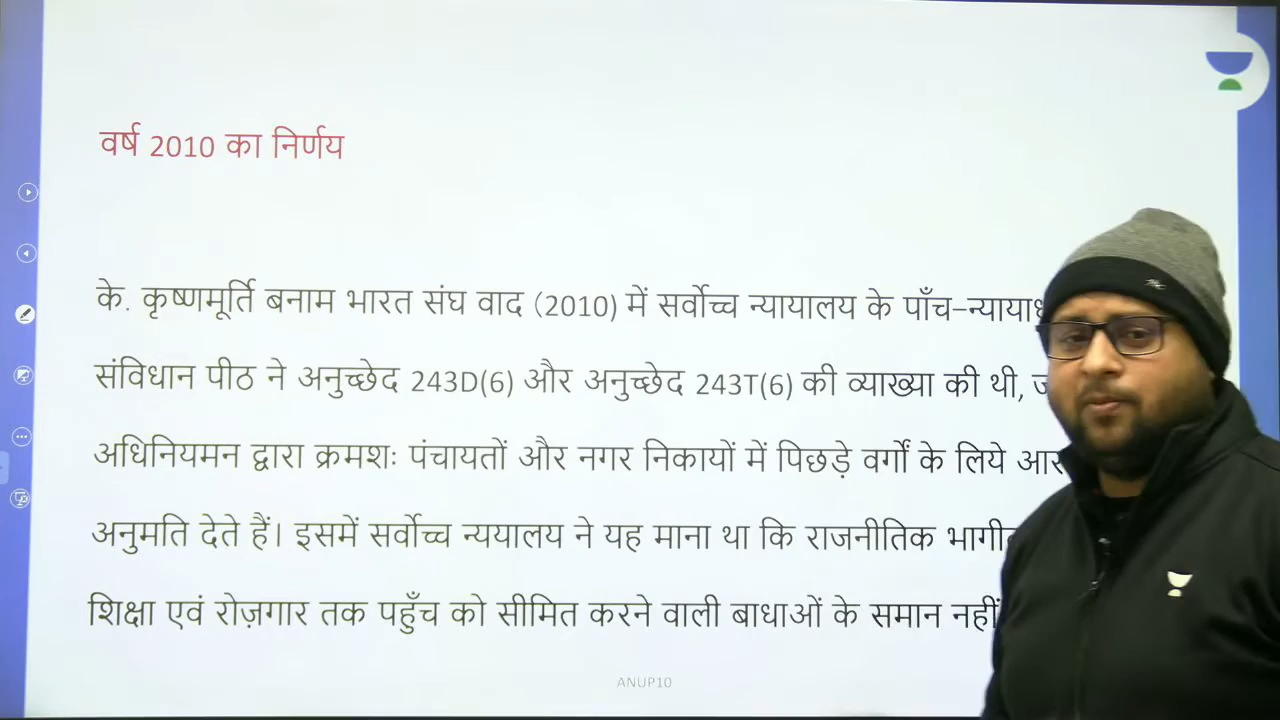 वर्ष 2010 का निर्णय
के. कृष्णमूर्ति बनाम भारत संघ वाद (2010) में सर्वोच्च न्यायालय के पाँच-न्यायाध
संविधान पीठ ने अनुच्छेद 243D(6) और अनुच्छेद 243T(6) की व्याख्या की थी,
अधिनियमन द्वारा क्रमशः पंचायतों और नगर निकायों में पिछड़े वर्गों के लिये आर
अनुमति देते हैं। इसमें सर्वोच्च न्ययालय ने यह माना था कि राजनीतिक भागी
शिक्षा एवं रोज़गार तक पहुँच को सीमित करने वाली बाधाओं के समान नहीं
ANUP10